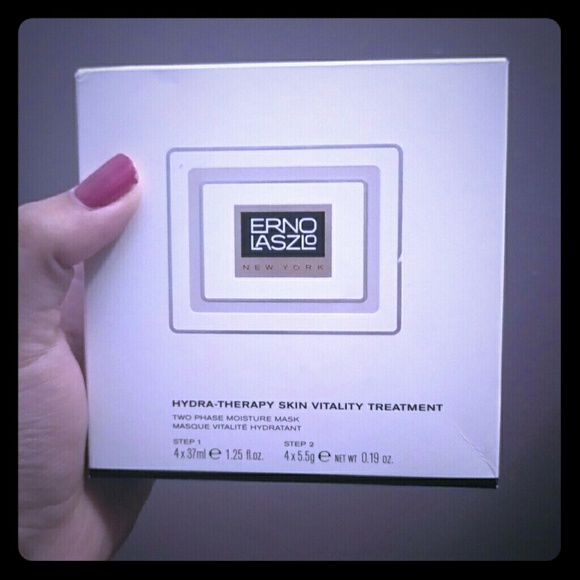 ERNO
LASZLO
NEW YORK
HYDRA-THERAPY SKIN VITALITY TREATMENT
TWO PHASE MOISTURE MASK
MASQUE VITALITÉ HYDRATANT
STEP 1 STEP 2
4 x 37ml ℮ 1.25 fl.oz. 4 x 5.5g ℮ NET WT 0.19 oz.